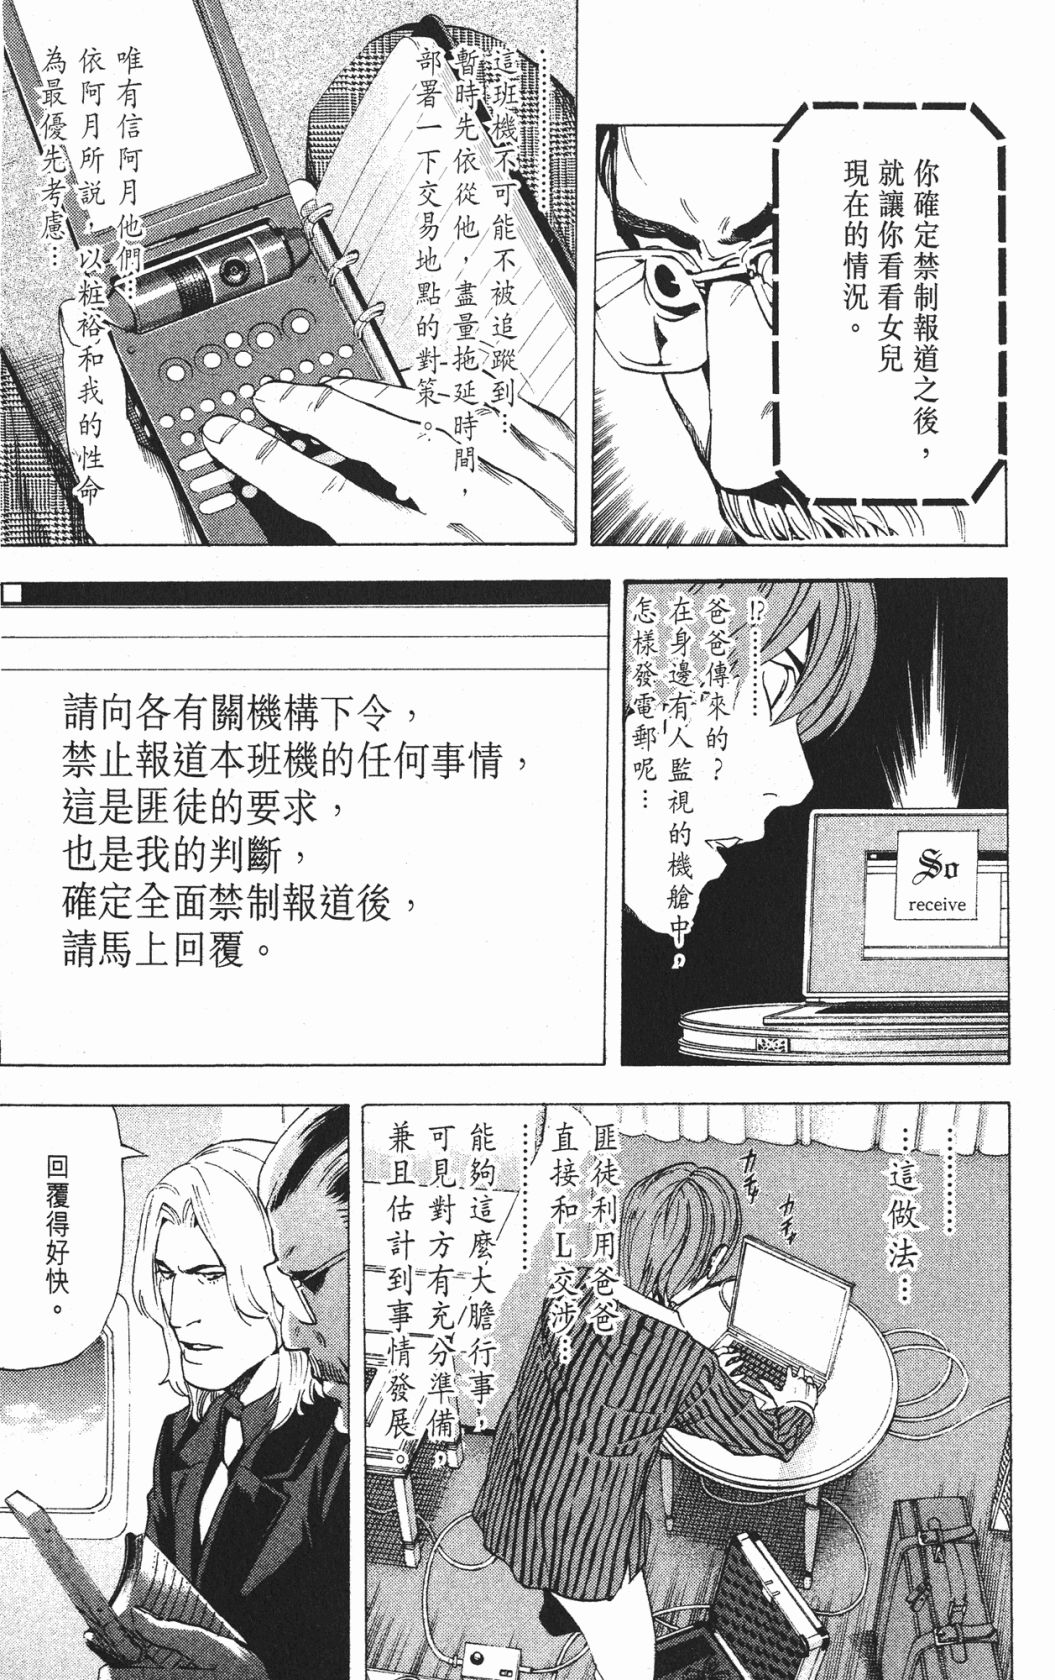 你確定禁制報道之後，
就讓你看看女兒
現在的情況。
………………
這班機不可能不被追蹤到…
暫時先依從他，盡量拖延時間，
部署一下交易地點的對策。
唯有信阿月他們…
依阿月所說，以粧裕和我的性命
為最優先考慮…
So
receive
!?…………
爸爸傳來的？
在身邊有人監視的機艙中，
怎樣發電郵呢…
請向各有關機構下令，
禁止報道本班機的任何事情，
這是匪徒的要求，
也是我的判斷，
確定全面禁制報道後，
請馬上回覆。
…………
…這做法…
カチャ
カチャ
匪徒利用爸爸
直接和L交涉…
……………
能夠這麼大膽行事，
可見對方有充分準備，
兼且估計到事情發展。
回覆得好快。